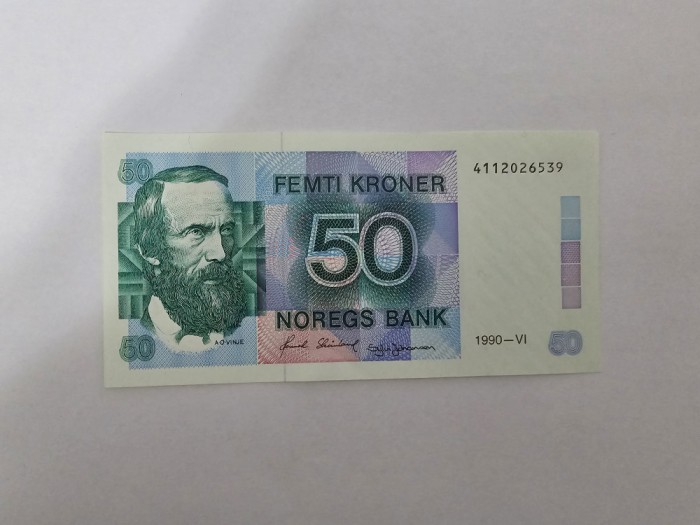 50
FEMTI KRONER
4112026539
50
NOREGS BANK
50
A·O·VINJE
1990–VI
50